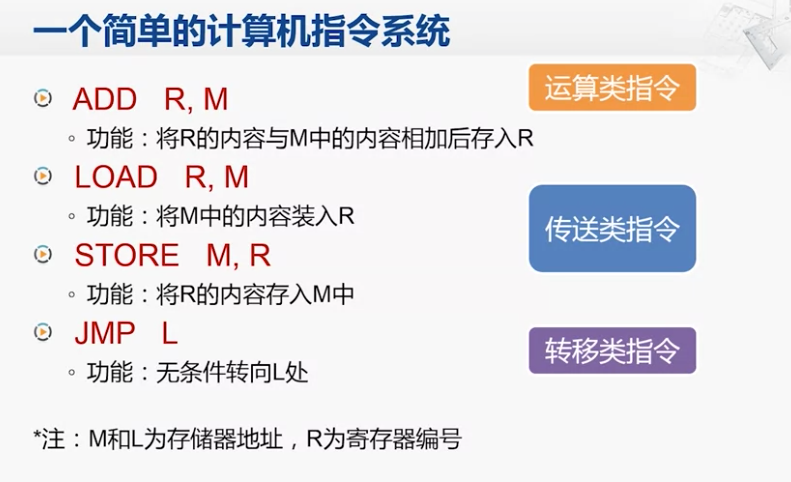 一个简单的计算机指令系统
ADD R, M
运算类指令
功能：将R的内容与M中的内容相加后存入R
LOAD R, M
功能：将M中的内容装入R
传送类指令
STORE M, R
功能：将R的内容存入M中
JMP L
转移类指令
功能：无条件转向L处
*注：M和L为存储器地址，R为寄存器编号